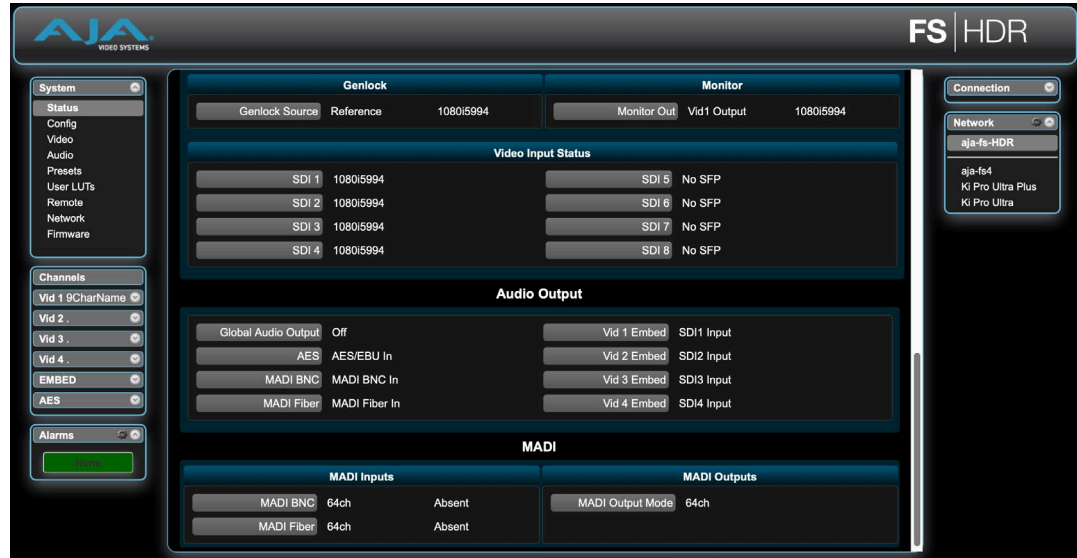 AJA
VIDEO SYSTEMS
FS HDR
System
Status
Config
Video
Audio
Presets
User LUTs
Remote
Network
Firmware
Channels
Vid 1 9CharName
Vid 2 .
Vid 3 .
Vid 4 .
EMBED
AES
Alarms
None
Genlock
Genlock Source Reference 1080i5994
Monitor
Monitor Out Vid1 Output 1080i5994
Video Input Status
SDI 1 1080i5994 SDI 5 No SFP
SDI 2 1080i5994 SDI 6 No SFP
SDI 3 1080i5994 SDI 7 No SFP
SDI 4 1080i5994 SDI 8 No SFP
Audio Output
Global Audio Output Off Vid 1 Embed SDI1 Input
AES AES/EBU In Vid 2 Embed SDI2 Input
MADI BNC MADI BNC In Vid 3 Embed SDI3 Input
MADI Fiber MADI Fiber In Vid 4 Embed SDI4 Input
MADI
MADI Inputs
MADI BNC 64ch Absent
MADI Fiber 64ch Absent
MADI Outputs
MADI Output Mode 64ch
Connection
Network
aja-fs-HDR
aja-fs4
Ki Pro Ultra Plus
Ki Pro Ultra